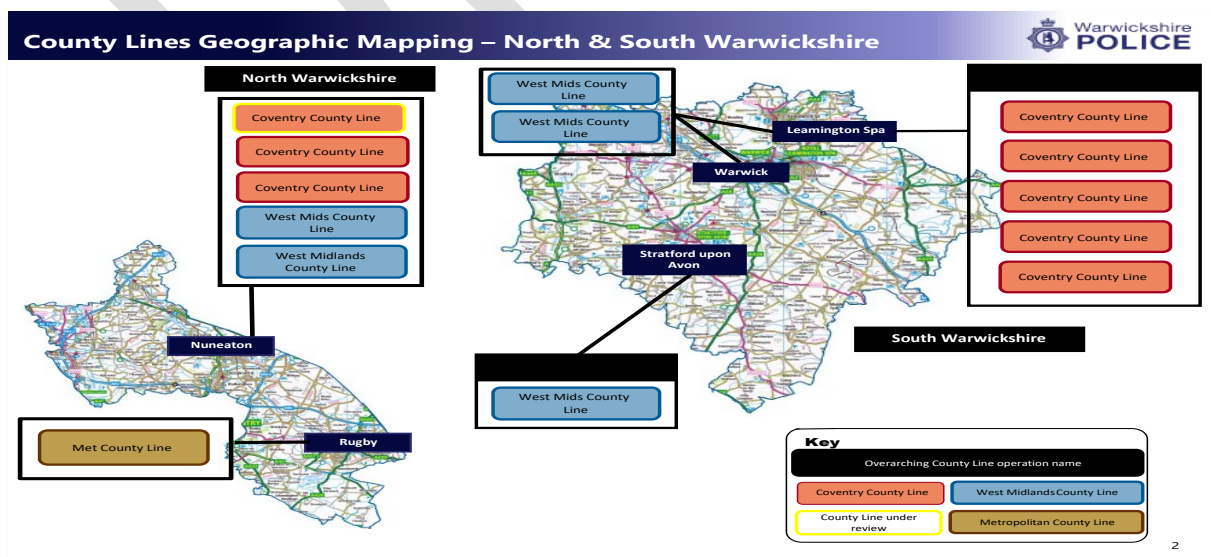 County Lines Geographic Mapping – North & South Warwickshire
Warwickshire
POLICE
North Warwickshire
Coventry County Line
Coventry County Line
Coventry County Line
West Mids County
Line
West Midlands
County Line
Nuneaton
Met County Line
Rugby
West Mids County
Line
West Mids County
Line
Leamington Spa
Warwick
Stratford upon
Avon
West Mids County
Line
Coventry County Line
Coventry County Line
Coventry County Line
Coventry County Line
Coventry County Line
South Warwickshire
Key
Overarching County Line operation name
Coventry County Line
West Midlands County Line
County Line under
review
Metropolitan County Line
2